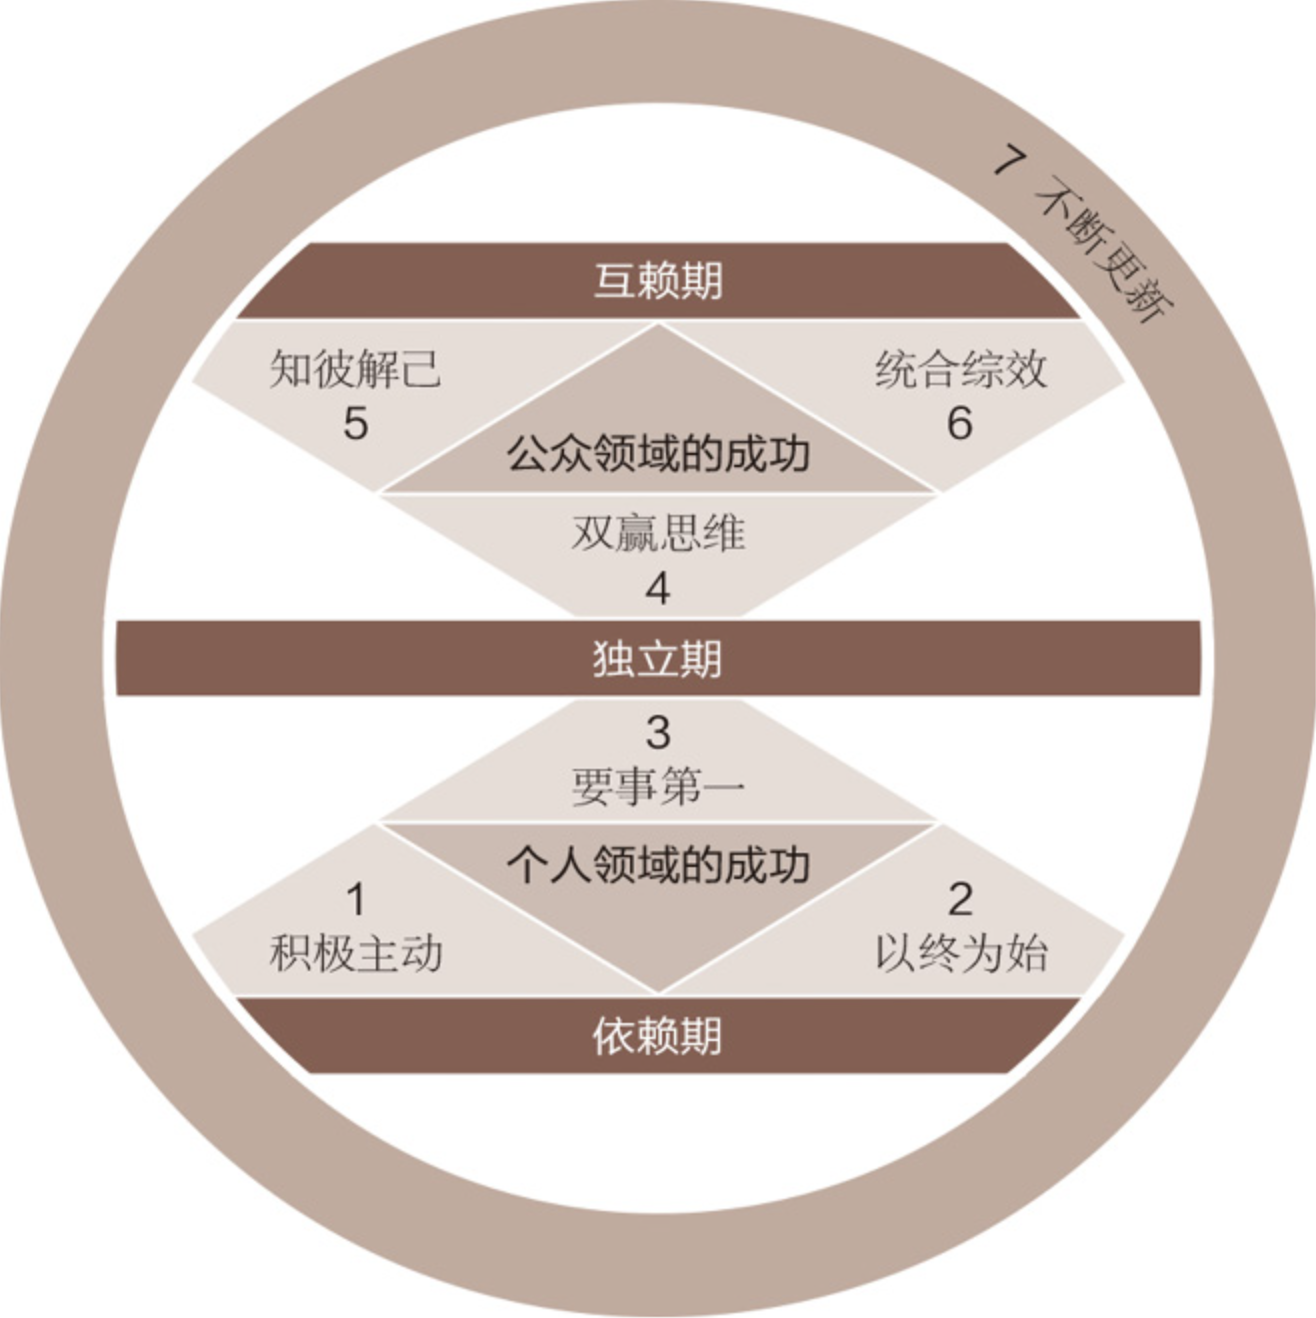 7 不断更新
互赖期
知彼解己
5
统合综效
6
公众领域的成功
双赢思维
4
独立期
3
要事第一
个人领域的成功
1
积极主动
2
以终为始
依赖期